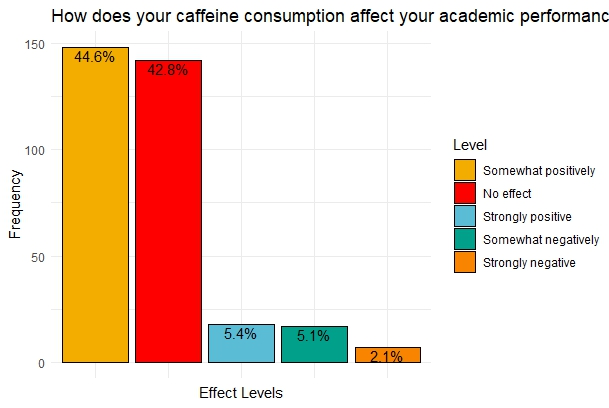 How does your caffeine consumption affect your academic performanc
150
100
50
0
Frequency
44.6%
42.8%
5.4%
5.1%
2.1%
Effect Levels
Level
Somewhat positively
No effect
Strongly positive
Somewhat negatively
Strongly negative